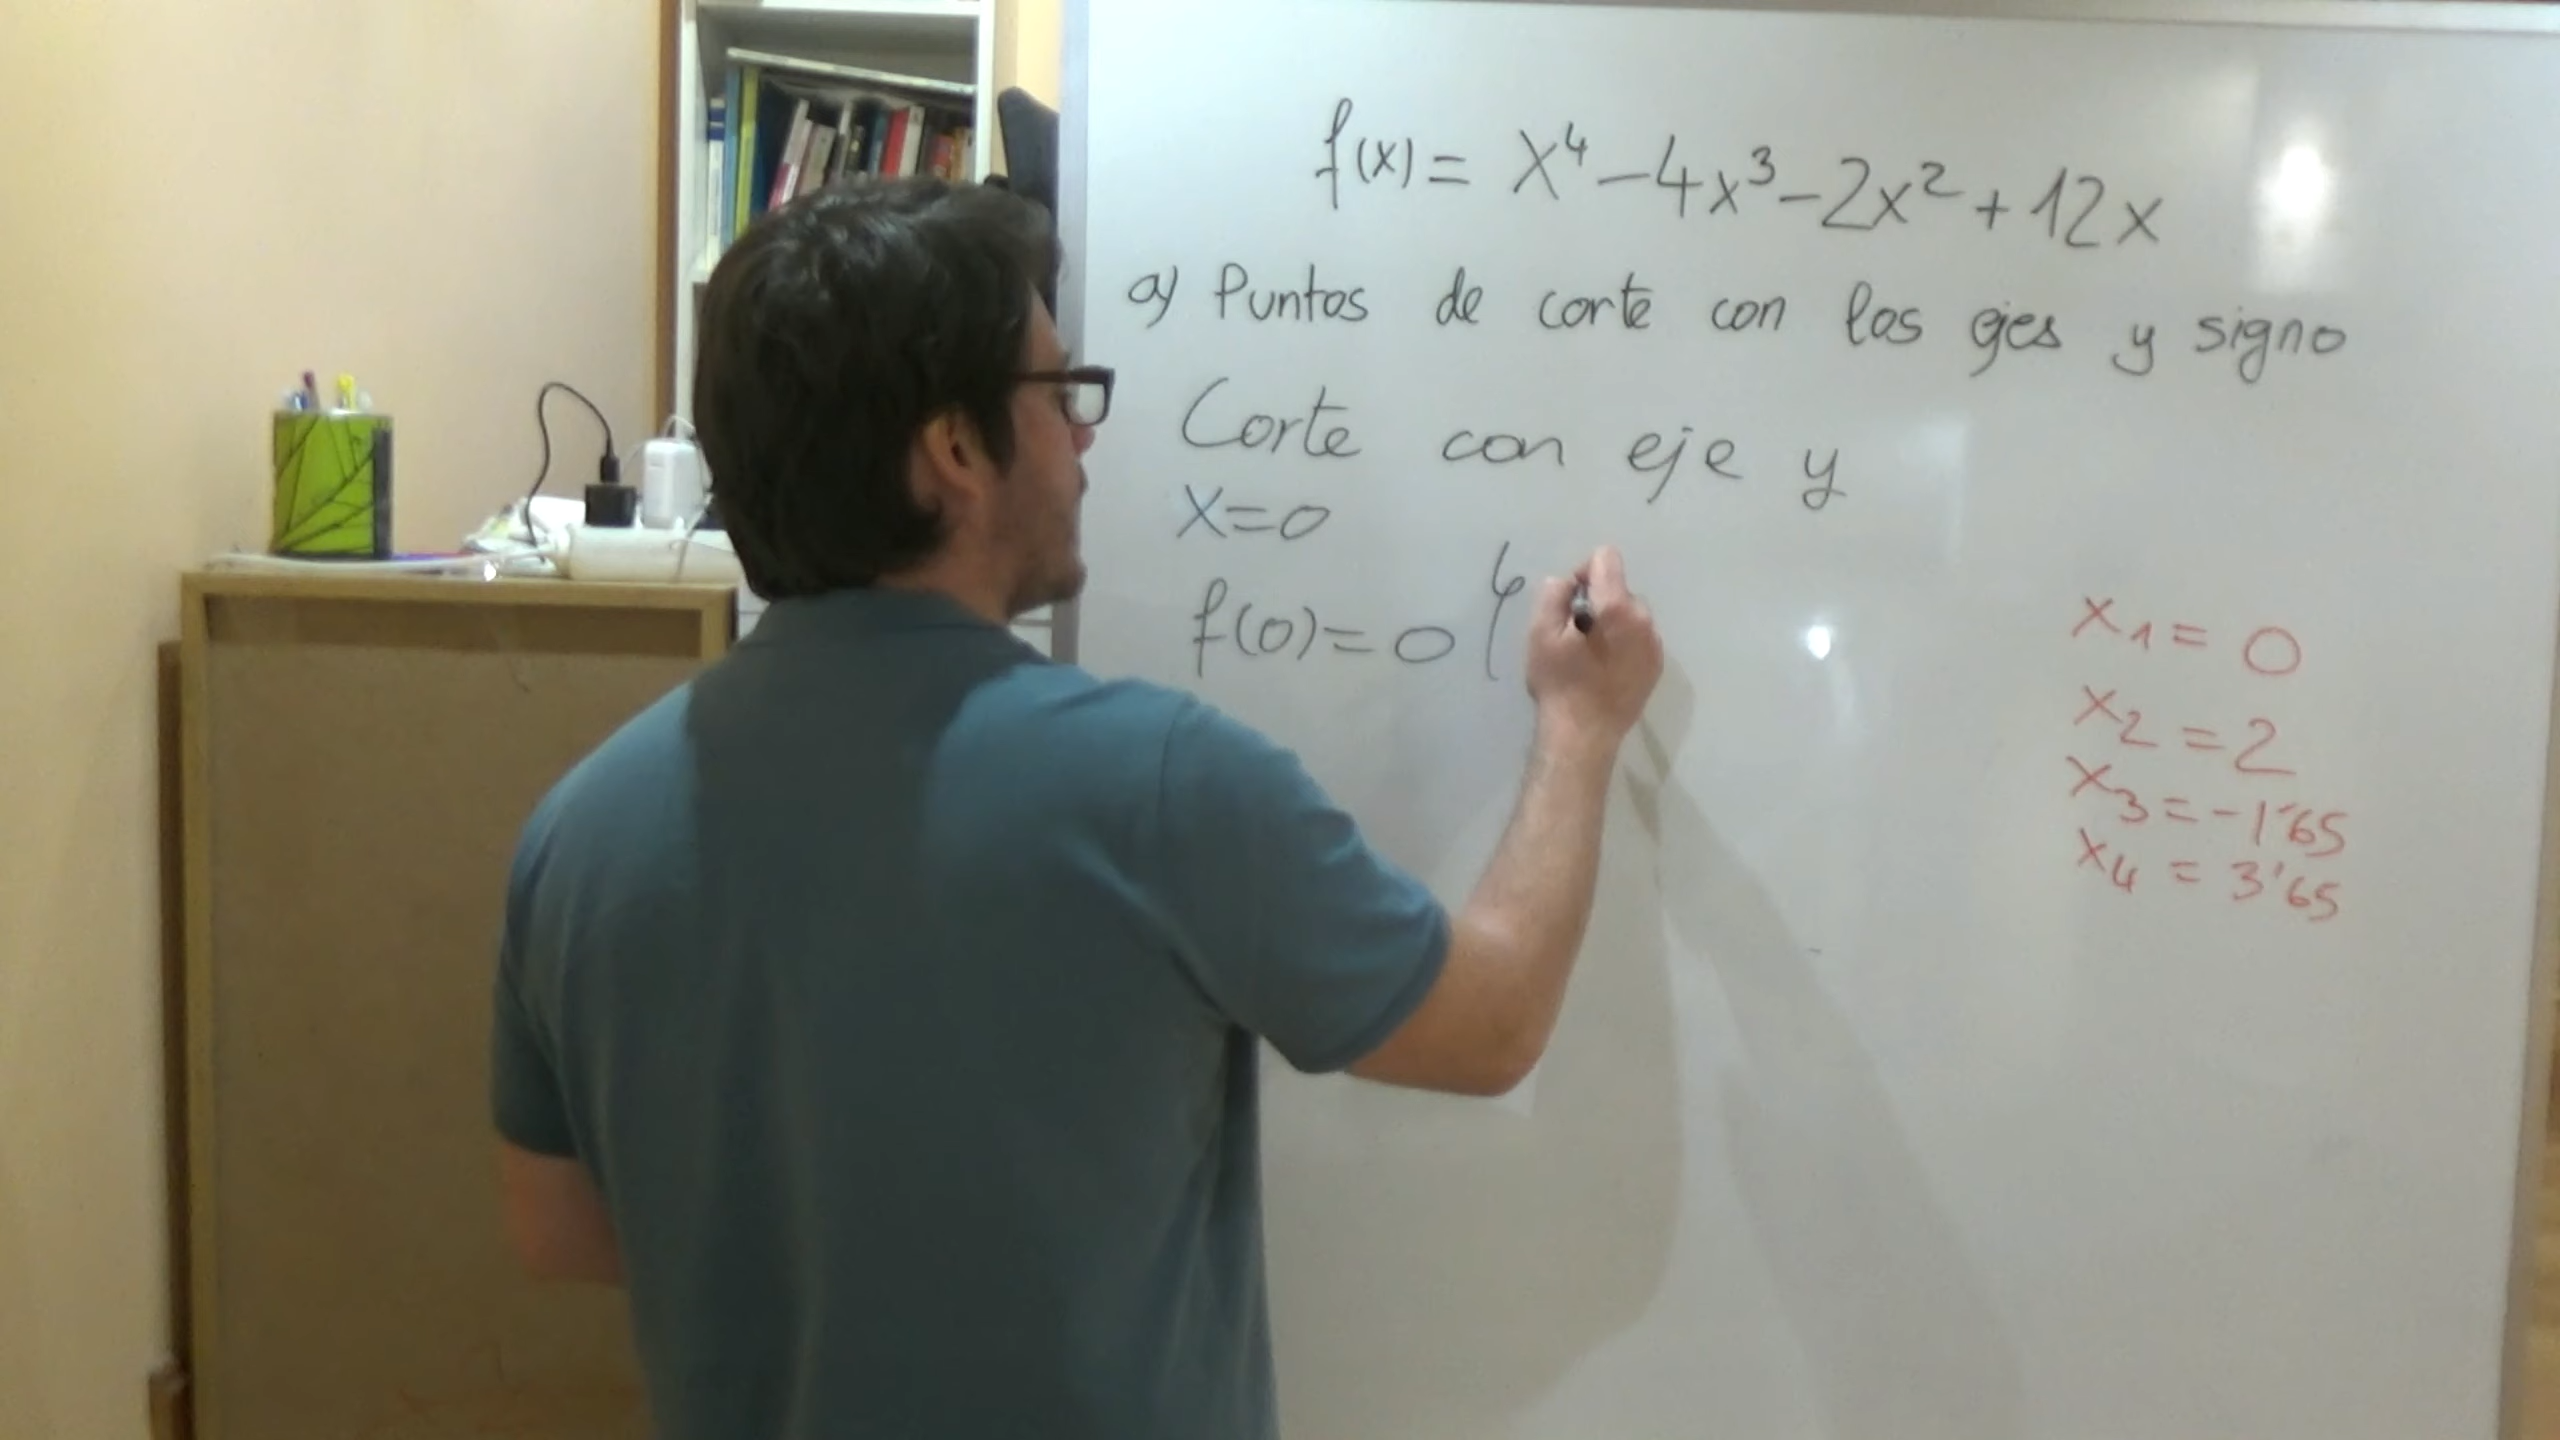 f(x) = x⁴ - 4x³ - 2x² + 12x
a) Puntos de corte con los ejes y signo
Corte con eje y
x=0
f(0)=0 (
x₁ = 0
x₂ = 2
x₃ = -1'65
x₄ = 3'65